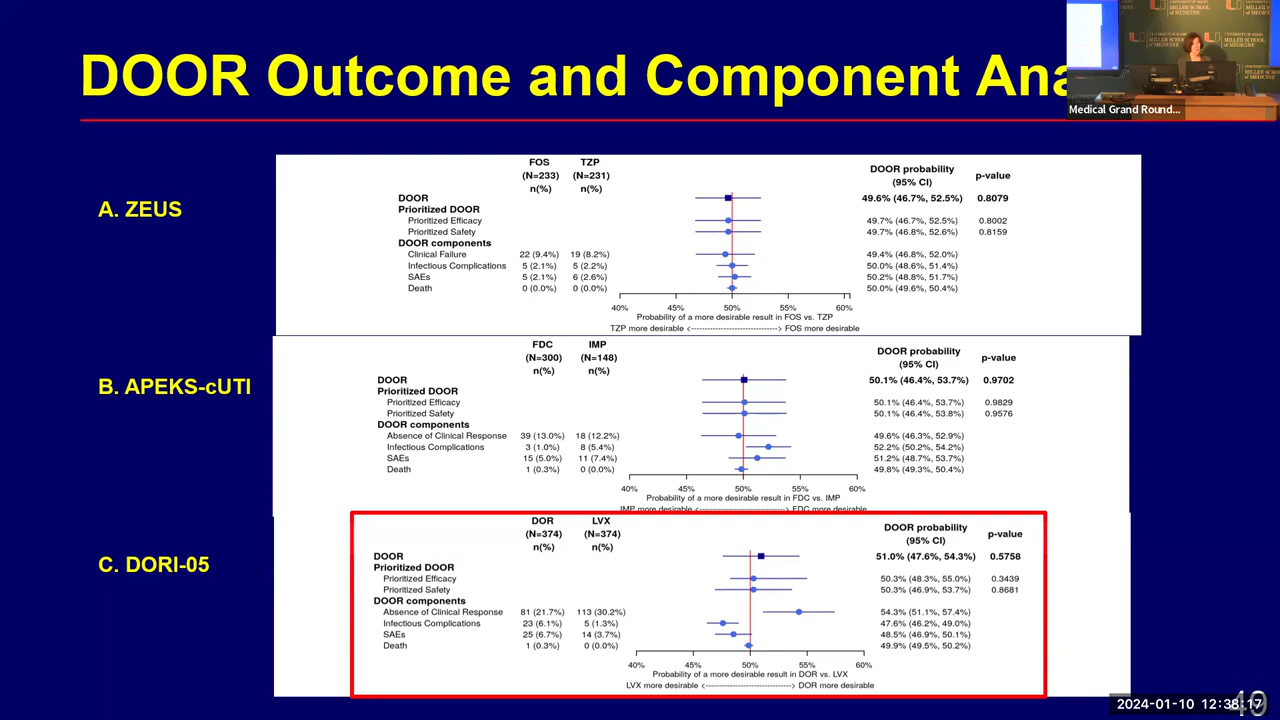 DOOR Outcome and Component Ana
Medical Grand Round...
A. ZEUS
FOS TZP DOOR probability p-value
(N=233) (N=231) (95% CI)
n(%) n(%)
DOOR 49.6% (46.7%, 52.5%) 0.8079
Prioritized DOOR
Prioritized Efficacy 49.7% (46.7%, 52.5%) 0.8002
Prioritized Safety 49.7% (46.8%, 52.6%) 0.8159
DOOR components
Clinical Failure 22 (9.4%) 19 (8.2%) 49.4% (46.8%, 52.0%)
Infectious Complications 5 (2.1%) 5 (2.2%) 50.0% (48.6%, 51.4%)
SAEs 5 (2.1%) 6 (2.6%) 50.2% (48.8%, 51.7%)
Death 0 (0.0%) 0 (0.0%) 50.0% (49.6%, 50.4%)
40% 45% 50% 55% 60%
Probability of a more desirable result in FOS vs. TZP
TZP more desirable <------------------------------> FOS more desirable
B. APEKS-cUTI
FDC IMP DOOR probability p-value
(N=300) (N=148) (95% CI)
n(%) n(%)
DOOR 50.1% (46.4%, 53.7%) 0.9702
Prioritized DOOR
Prioritized Efficacy 50.1% (46.4%, 53.7%) 0.9829
Prioritized Safety 50.1% (46.4%, 53.8%) 0.9576
DOOR components
Absence of Clinical Response 39 (13.0%) 18 (12.2%) 49.6% (46.3%, 52.9%)
Infectious Complications 3 (1.0%) 8 (5.4%) 52.2% (50.2%, 54.2%)
SAEs 15 (5.0%) 11 (7.4%) 51.2% (48.7%, 53.7%)
Death 1 (0.3%) 0 (0.0%) 49.8% (49.3%, 50.4%)
40% 45% 50% 55% 60%
Probability of a more desirable result in FDC vs. IMP
IMP more desirable <------------------------------> FDC more desirable
C. DORI-05
DOR LVX DOOR probability p-value
(N=374) (N=374) (95% CI)
n(%) n(%)
DOOR 51.0% (47.6%, 54.3%) 0.5758
Prioritized DOOR
Prioritized Efficacy 50.3% (48.3%, 55.0%) 0.3439
Prioritized Safety 50.3% (46.9%, 53.7%) 0.8681
DOOR components
Absence of Clinical Response 81 (21.7%) 113 (30.2%) 54.3% (51.1%, 57.4%)
Infectious Complications 23 (6.1%) 5 (1.3%) 47.6% (46.2%, 49.0%)
SAEs 25 (6.7%) 14 (3.7%) 48.5% (46.9%, 50.1%)
Death 1 (0.3%) 0 (0.0%) 49.9% (49.5%, 50.2%)
40% 45% 50% 55% 60%
Probability of a more desirable result in DOR vs. LVX
LVX more desirable <------------------------------> DOR more desirable
2024-01-10 12:38:17